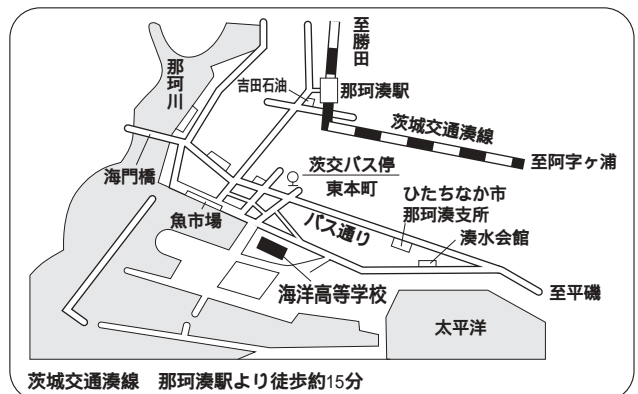 至勝田
那珂川
吉田石油
那珂湊駅
茨城交通湊線
至阿字ヶ浦
海門橋
茨交バス停
東本町
ひたちなか市
那珂湊支所
魚市場
バス通り
湊水会館
海洋高等学校
至平磯
太平洋
茨城交通湊線　那珂湊駅より徒歩約15分